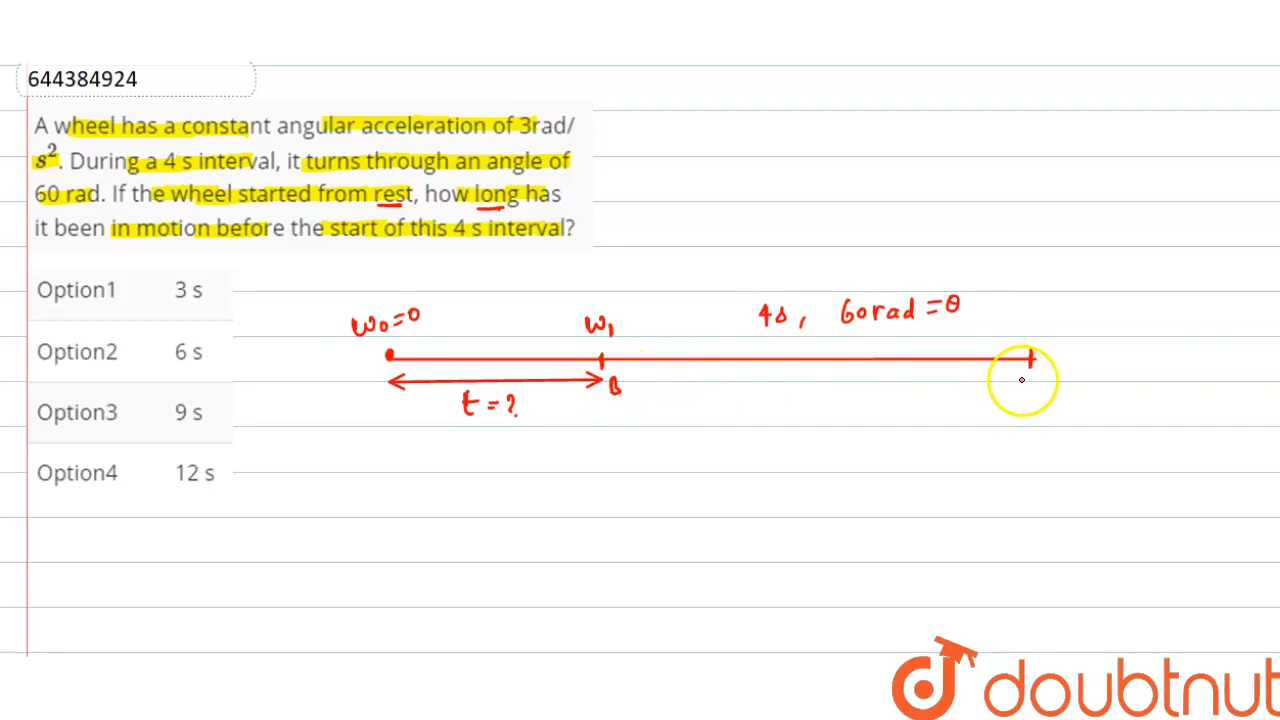 644384924
A wheel has a constant angular acceleration of 3rad/
s². During a 4 s interval, it turns through an angle of
60 rad. If the wheel started from rest, how long has
it been in motion before the start of this 4 s interval?
Option1 3 s
Option2 6 s
Option3 9 s
Option4 12 s
ω₀=0
ω₁
4s, 60rad = θ
B
t = ?
doubtnut